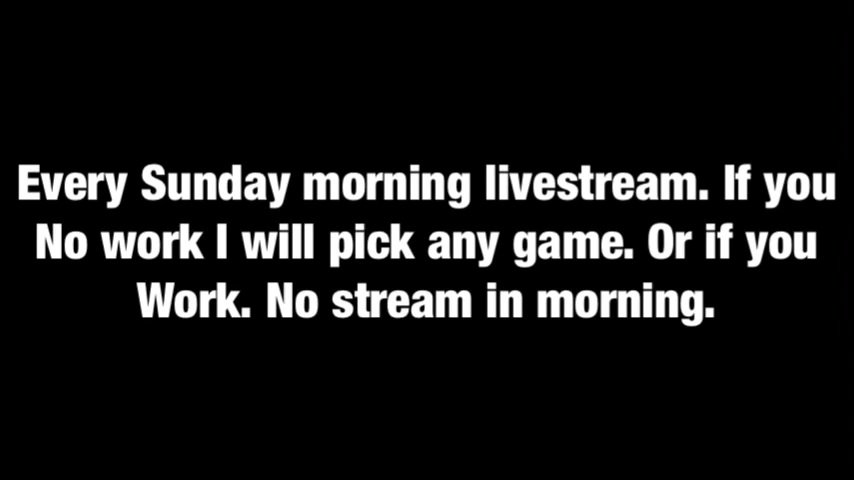 Every Sunday morning livestream. If you
No work I will pick any game. Or if you
Work. No stream in morning.